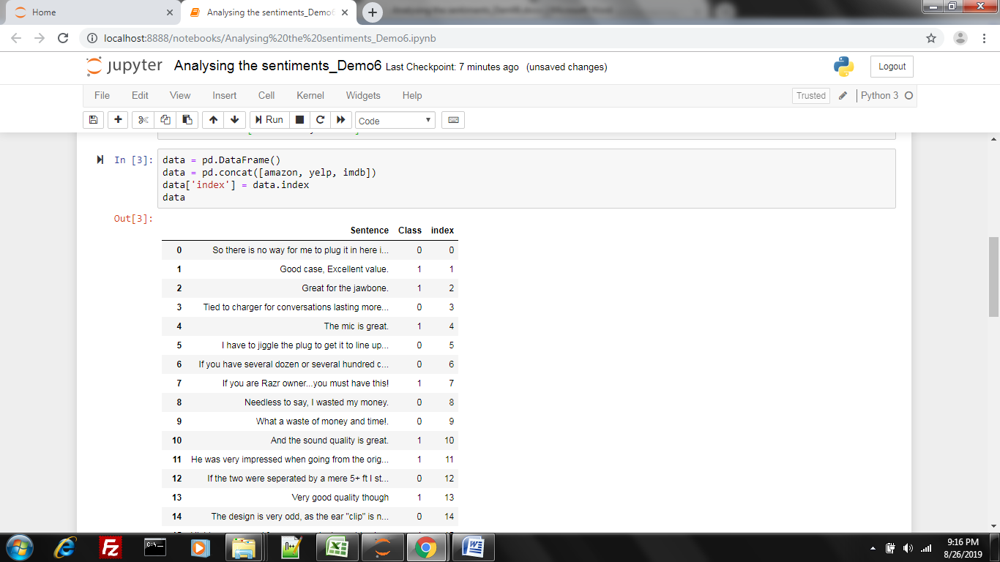 Home
Analysing the sentiments_Demo6
localhost:8888/notebooks/Analysing%20the%20sentiments_Demo6.ipynb
jupyter Analysing the sentiments_Demo6 Last Checkpoint: 7 minutes ago (unsaved changes)
Logout
File Edit View Insert Cell Kernel Widgets Help
Trusted Python 3
Run Code
In [3]: data = pd.DataFrame()
data = pd.concat([amazon, yelp, imdb])
data['index'] = data.index
data
Out[3]:
Sentence Class index
0 So there is no way for me to plug it in here i... 0 0
1 Good case, Excellent value. 1 1
2 Great for the jawbone. 1 2
3 Tied to charger for conversations lasting more... 0 3
4 The mic is great. 1 4
5 I have to jiggle the plug to get it to line up... 0 5
6 If you have several dozen or several hundred c... 0 6
7 If you are Razr owner...you must have this! 1 7
8 Needless to say, I wasted my money. 0 8
9 What a waste of money and time!. 0 9
10 And the sound quality is great. 1 10
11 He was very impressed when going from the orig... 1 11
12 If the two were seperated by a mere 5+ ft I st... 0 12
13 Very good quality though 1 13
14 The design is very odd, as the ear "clip" is n... 0 14
9:16 PM
8/26/2019